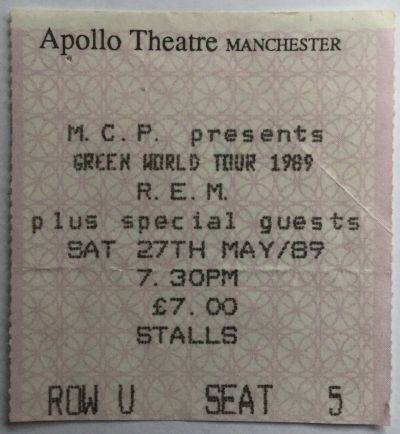 Apollo Theatre MANCHESTER
M.C.P. presents
GREEN WORLD TOUR 1989
R.E.M.
plus special guests
SAT 27TH MAY/89
7.30PM
£7.00
STALLS
ROW U SEAT 5